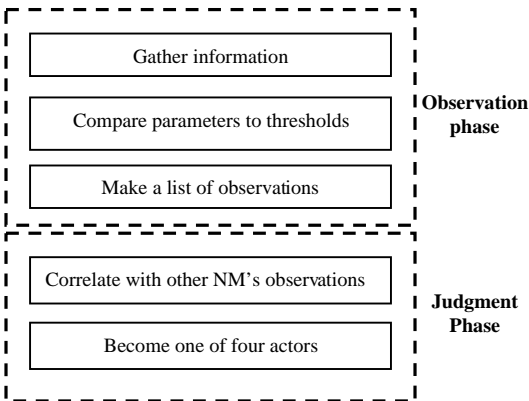 Gather information
Compare parameters to thresholds
Make a list of observations
Observation
phase
Correlate with other NM's observations
Become one of four actors
Judgment
Phase